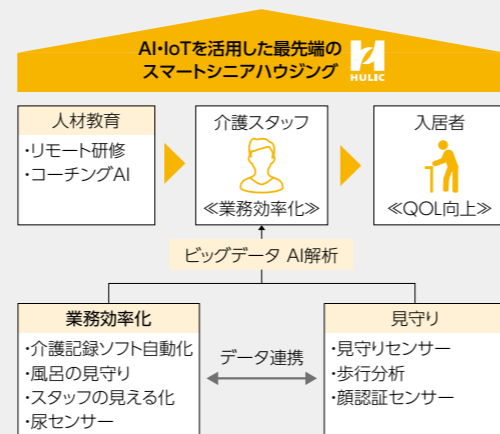 AI・IoTを活用した最先端の
スマートシニアハウジング
HULIC
人材教育
・リモート研修
・コーチングAI
介護スタッフ
≪業務効率化≫
入居者
≪QOL向上≫
ビッグデータ AI解析
業務効率化
・介護記録ソフト自動化
・風呂の見守り
・スタッフの見える化
・尿センサー
データ連携
見守り
・見守りセンサー
・歩行分析
・顔認証センサー